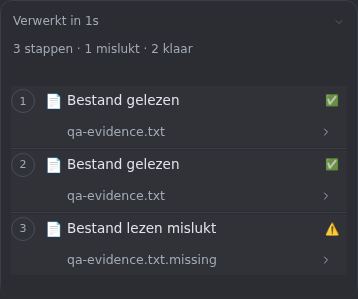 Verwerkt in 1s
3 stappen · 1 mislukt · 2 klaar
1 Bestand gelezen
qa-evidence.txt
2 Bestand gelezen
qa-evidence.txt
3 Bestand lezen mislukt
qa-evidence.txt.missing